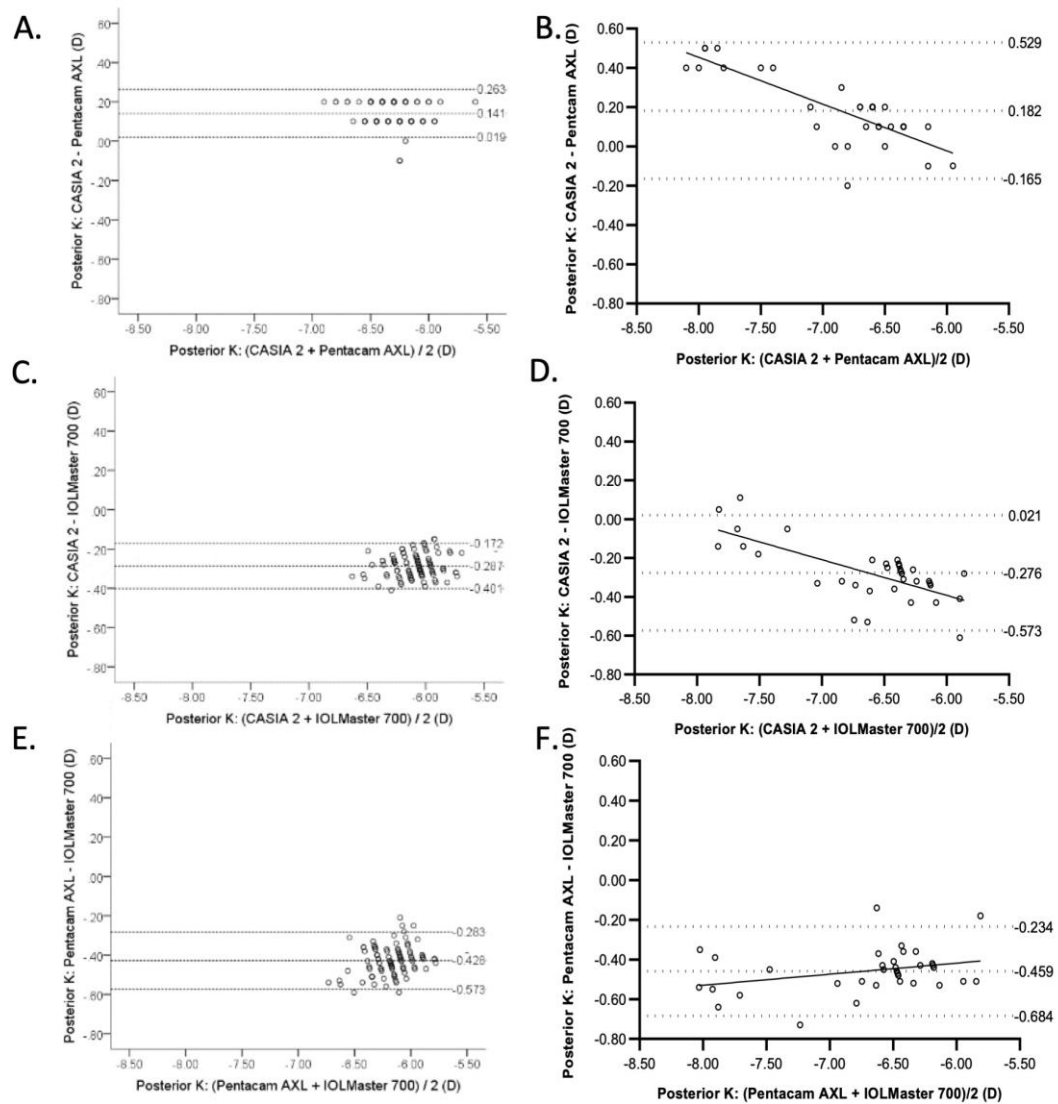 A.
Posterior K: CASIA 2 - Pentacam AXL (D)
.60
.40
.20
.00
-.20
-.40
-.60
-.80
0.263
0.141
0.019
-8.50 -8.00 -7.50 -7.00 -6.50 -6.00 -5.50
Posterior K: (CASIA 2 + Pentacam AXL) / 2 (D)
B.
Posterior K: CASIA 2 - Pentcam AXL (D)
0.60
0.40
0.20
0.00
-0.20
-0.40
-0.60
-0.80
0.529
0.182
-0.165
-8.50 -8.00 -7.50 -7.00 -6.50 -6.00 -5.50
Posterior K: (CASIA 2 + Pentacam AXL)/2 (D)
C.
Posterior K: CASIA 2 - IOLMaster 700 (D)
.60
.40
.20
.00
-.20
-.40
-.60
-.80
-0.172
-0.287
-0.401
-8.50 -8.00 -7.50 -7.00 -6.50 -6.00 -5.50
Posterior K: (CASIA 2 + IOLMaster 700) / 2 (D)
D.
Posterior K: CASIA 2 - IOLMaster 700 (D)
0.60
0.40
0.20
0.00
-0.20
-0.40
-0.60
-0.80
0.021
-0.276
-0.573
-8.50 -8.00 -7.50 -7.00 -6.50 -6.00 -5.50
Posterior K: (CASIA 2 + IOLMaster 700)/2 (D)
E.
Posterior K: Pentacam AXL - IOLMaster 700 (D)
.60
.40
.20
.00
-.20
-.40
-.60
-.80
-0.283
-0.428
-0.573
-8.50 -8.00 -7.50 -7.00 -6.50 -6.00 -5.50
Posterior K: (Pentacam AXL + IOLMaster 700) / 2 (D)
F.
Posterior K: Pentacam AXL - IOLMaster 700 (D)
0.60
0.40
0.20
0.00
-0.20
-0.40
-0.60
-0.80
-0.234
-0.459
-0.684
-8.50 -8.00 -7.50 -7.00 -6.50 -6.00 -5.50
Posterior K: (Pentacam AXL + IOLMaster 700)/2 (D)